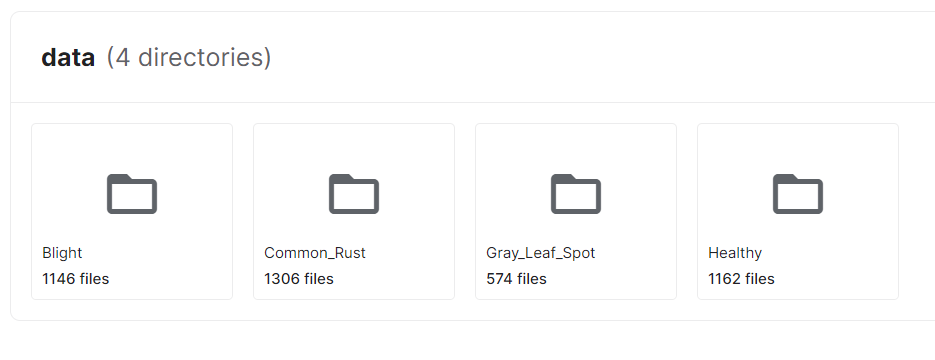 data (4 directories)
Blight
1146 files
Common_Rust
1306 files
Gray_Leaf_Spot
574 files
Healthy
1162 files